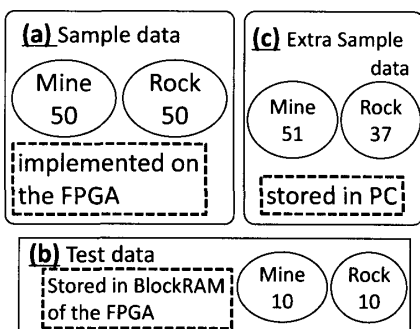 (a) Sample data
Mine
50
Rock
50
implemented on
the FPGA
(c) Extra Sample
data
Mine
51
Rock
37
stored in PC
(b) Test data
Stored in BlockRAM
of the FPGA
Mine
10
Rock
10